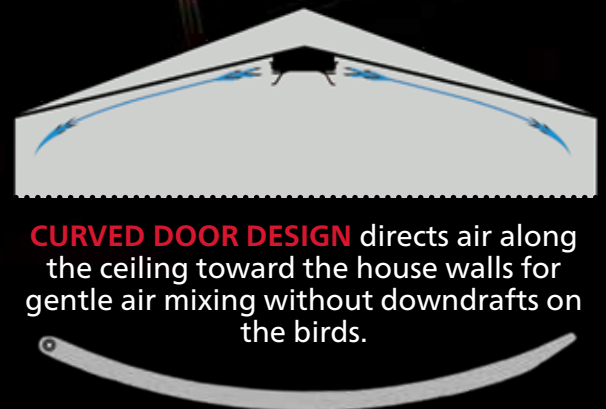 CURVED DOOR DESIGN directs air along
the ceiling toward the house walls for
gentle air mixing without downdrafts on
the birds.